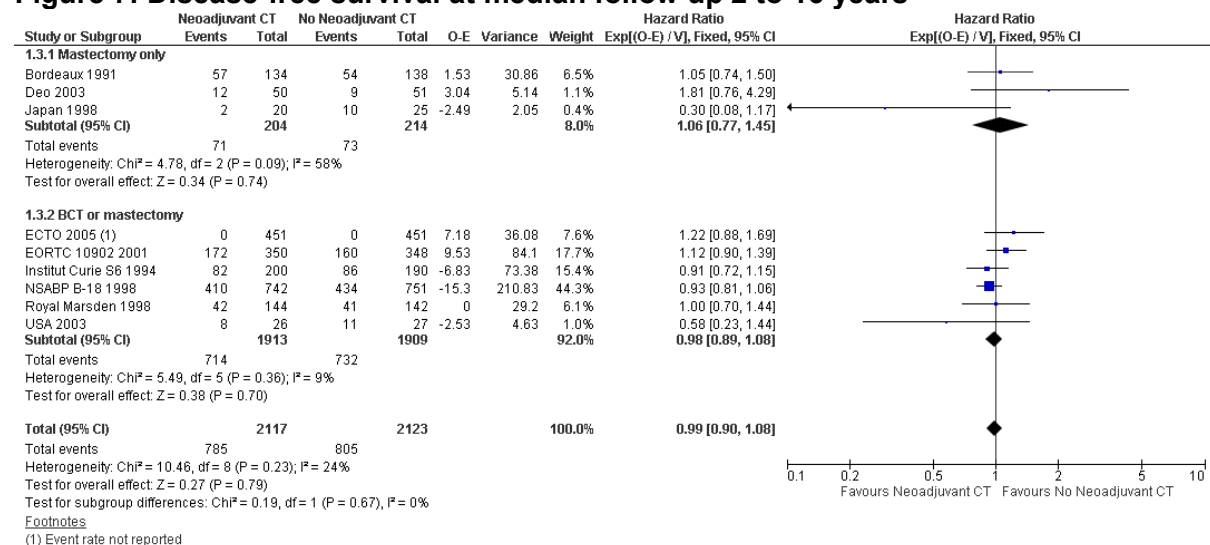 Disease-free survival at median follow-up 2 to years
Neoadjuvant CT No Neoadjuvant CT Hazard Ratio Hazard Ratio
Study or Subgroup Events Total Events Total O-E Variance Weight Exp[(O-E) / V], Fixed, 95% CI Exp[(O-E) / V], Fixed, 95% CI
1.3.1 Mastectomy only
Bordeaux 1991 57 134 54 138 1.53 30.86 6.5% 1.05 [0.74, 1.50]
Deo 2003 12 50 9 51 3.04 5.14 1.1% 1.81 [0.76, 4.29]
Japan 1998 2 20 10 25 -2.49 2.05 0.4% 0.30 [0.08, 1.17]
Subtotal (95% CI) 204 214 8.0% 1.06 [0.77, 1.45]
Total events 71 73
Heterogeneity: Chi² = 4.78, df = 2 (P = 0.09); I² = 58%
Test for overall effect: Z = 0.34 (P = 0.74)
1.3.2 BCT or mastectomy
ECTO 2005 (1) 0 451 0 451 7.18 36.08 7.6% 1.22 [0.88, 1.69]
EORTC 10902 2001 172 350 160 348 9.53 84.1 17.7% 1.12 [0.90, 1.39]
Institut Curie S6 1994 82 200 86 190 -6.83 73.38 15.4% 0.91 [0.72, 1.15]
NSABP B-18 1998 410 742 434 751 -15.3 210.83 44.3% 0.93 [0.81, 1.06]
Royal Marsden 1998 42 144 41 142 0 29.2 6.1% 1.00 [0.70, 1.44]
USA 2003 8 26 11 27 -2.53 4.63 1.0% 0.58 [0.23, 1.44]
Subtotal (95% CI) 1913 1909 92.0% 0.98 [0.89, 1.08]
Total events 714 732
Heterogeneity: Chi² = 5.49, df = 5 (P = 0.36); I² = 9%
Test for overall effect: Z = 0.38 (P = 0.70)
Total (95% CI) 2117 2123 100.0% 0.99 [0.90, 1.08]
Total events 785 805
Heterogeneity: Chi² = 10.46, df = 8 (P = 0.23); I² = 24%
Test for overall effect: Z = 0.27 (P = 0.79)
Test for subgroup differences: Chi² = 0.19, df = 1 (P = 0.67), I² = 0%
0.1 0.2 0.5 1 2 5 10
Favours Neoadjuvant CT Favours No Neoadjuvant CT
Footnotes
(1) Event rate not reported